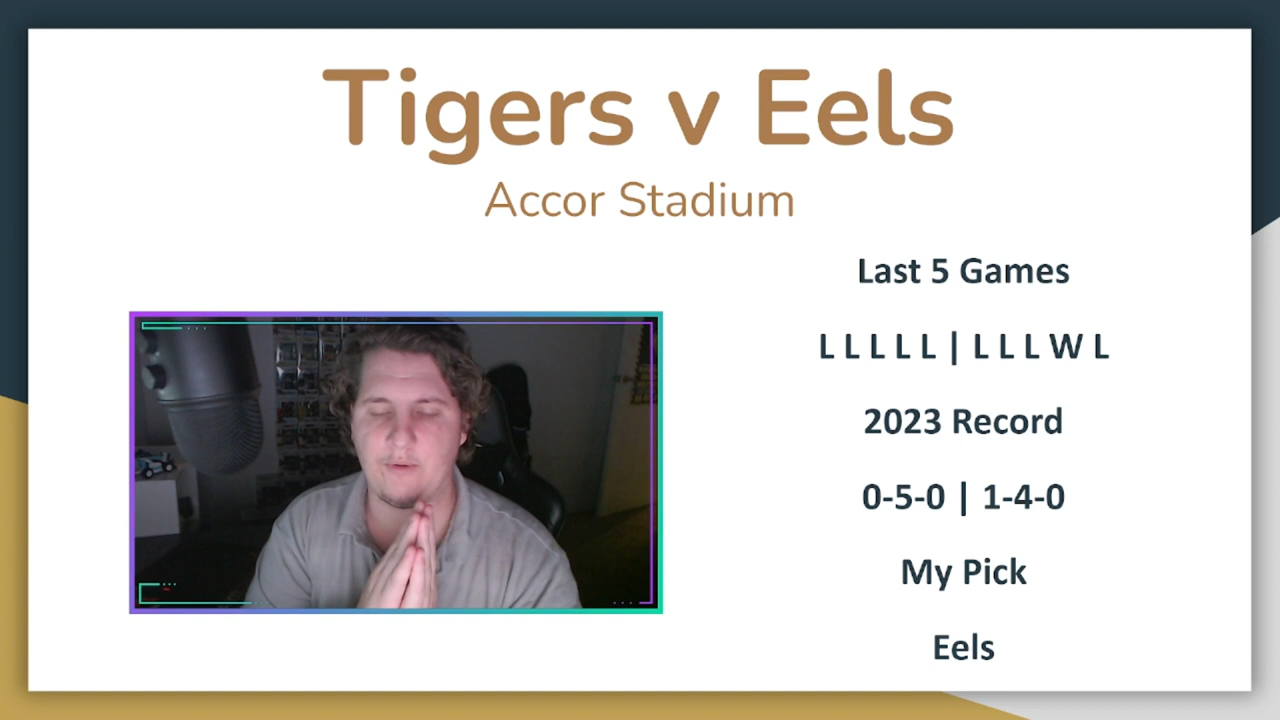 Tigers v Eels
Accor Stadium
Last 5 Games
L L L L L | L L L W L
2023 Record
0-5-0 | 1-4-0
My Pick
Eels